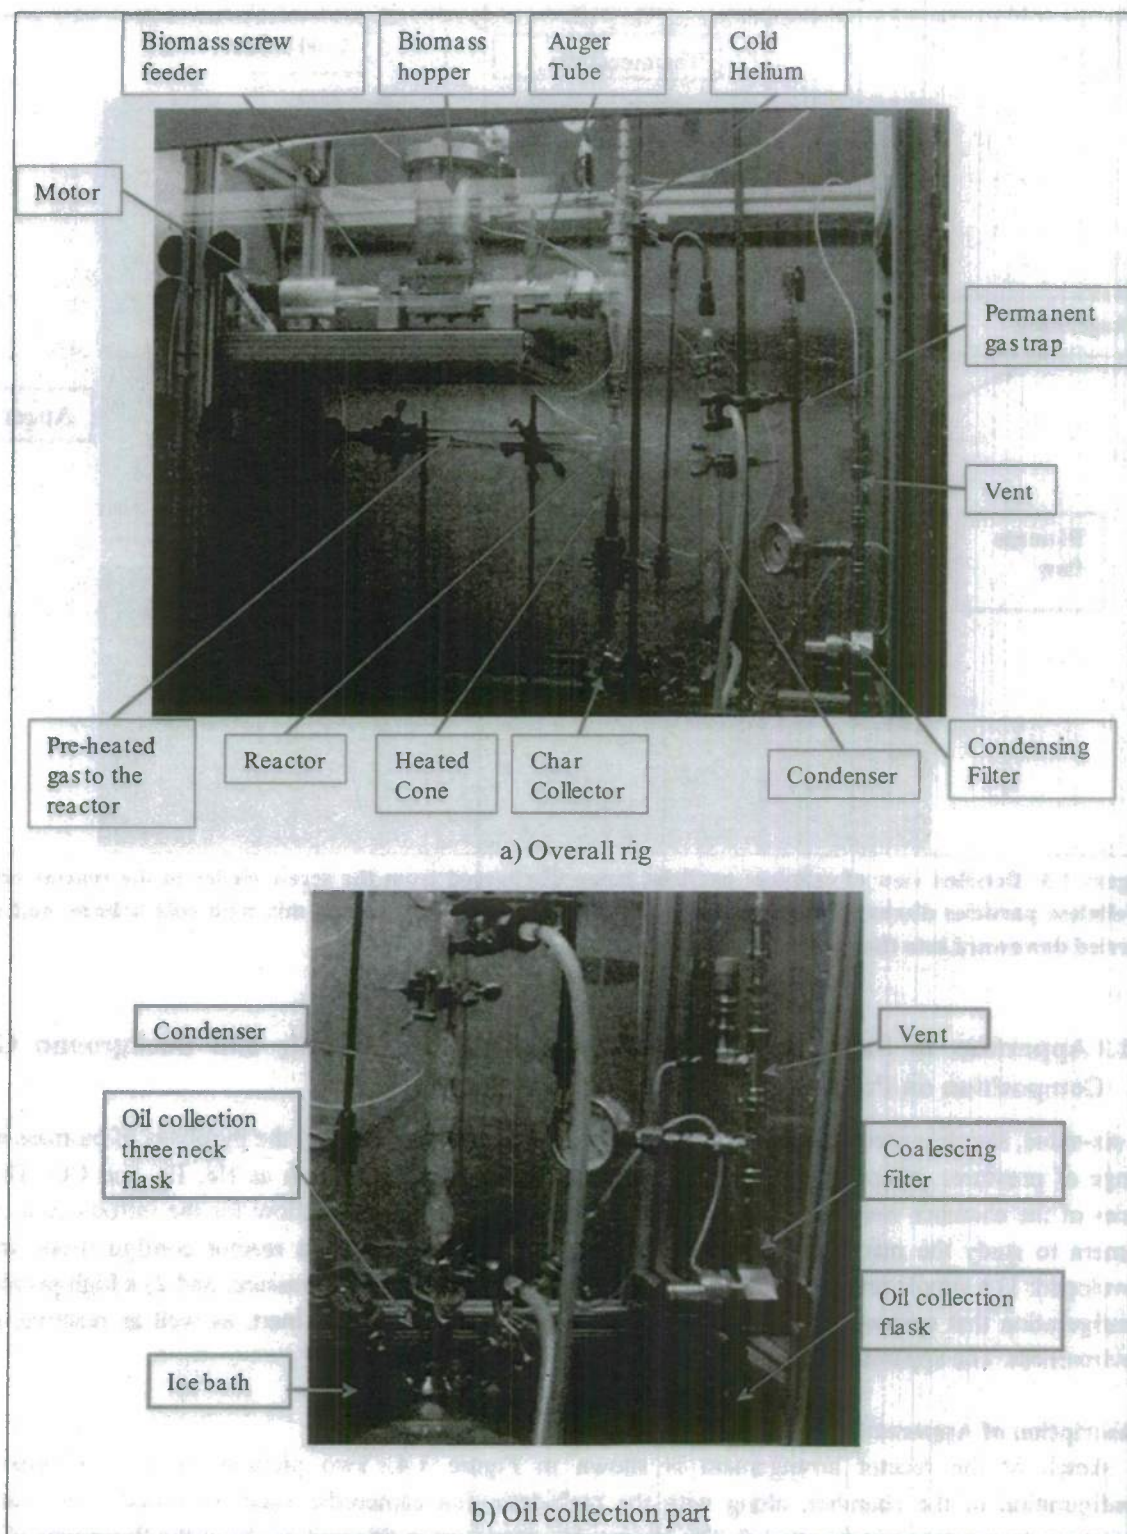 Biomass screw
feeder
Biomass
hopper
Auger
Tube
Cold
Helium
Motor
Permanent
gas trap
Vent
Pre-heated
gas to the
reactor
Reactor
Heated
Cone
Char
Collector
Condenser
Condensing
Filter
a) Overall rig
Condenser
Vent
Oil collection
three neck
flask
Coalescing
filter
Oil collection
flask
Ice bath
b) Oil collection part